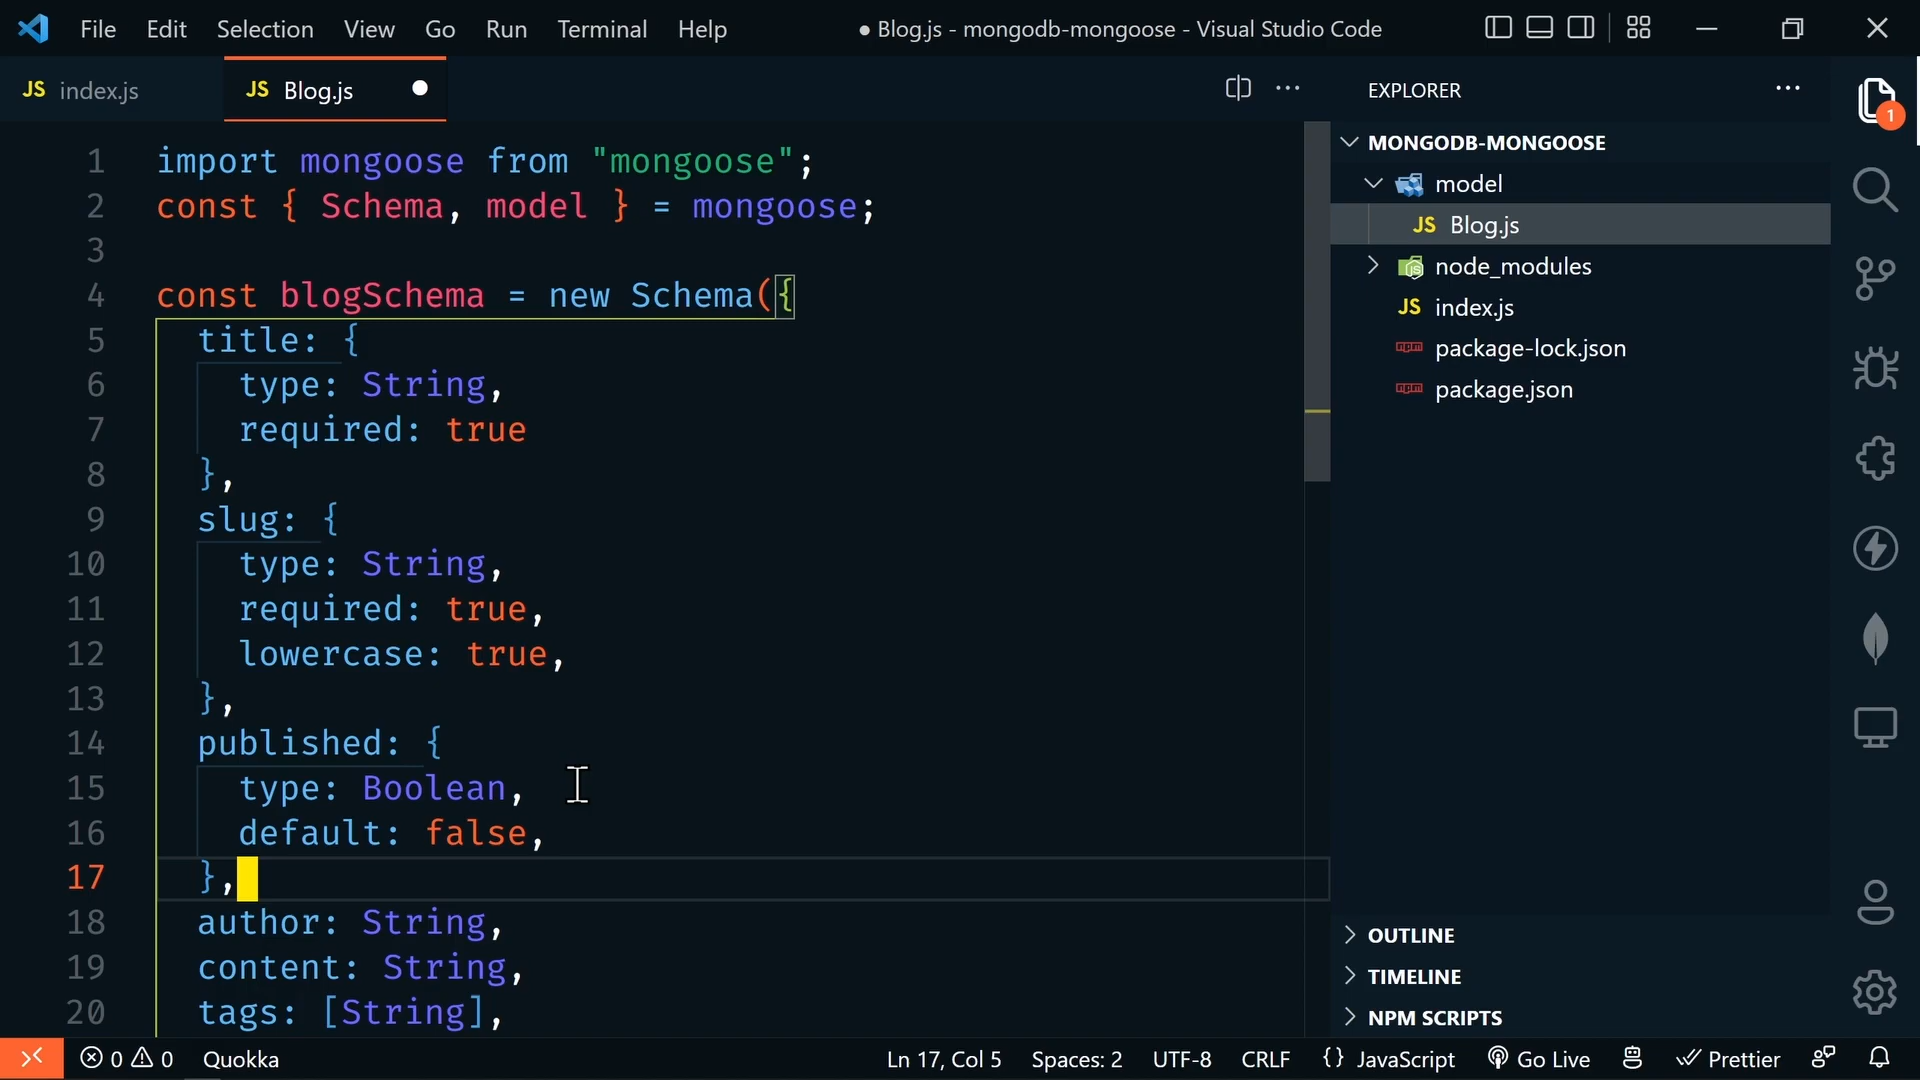 File Edit Selection View Go Run Terminal Help
● Blog.js - mongodb-mongoose - Visual Studio Code
JS index.js
JS Blog.js
1 import mongoose from "mongoose";
2 const { Schema, model } = mongoose;
3
4 const blogSchema = new Schema({
5 title: {
6 type: String,
7 required: true
8 },
9 slug: {
10 type: String,
11 required: true,
12 lowercase: true,
13 },
14 published: {
15 type: Boolean,
16 default: false,
17 },
18 author: String,
19 content: String,
20 tags: [String],
EXPLORER
MONGODB-MONGOOSE
model
JS Blog.js
node_modules
JS index.js
package-lock.json
package.json
OUTLINE
TIMELINE
NPM SCRIPTS
1
0 0 Quokka
Ln 17, Col 5 Spaces: 2 UTF-8 CRLF {} JavaScript Go Live Prettier